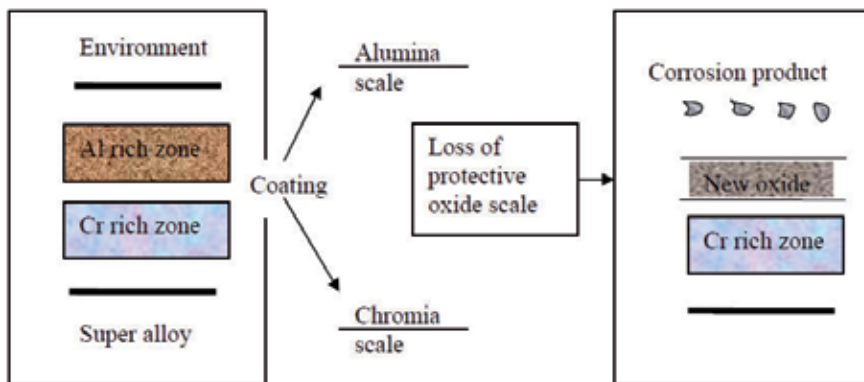 Environment
Al rich zone
Cr rich zone
Super alloy
Coating
Alumina
scale
Chromia
scale
Loss of
protective
oxide scale
Corrosion product
New oxide
Cr rich zone